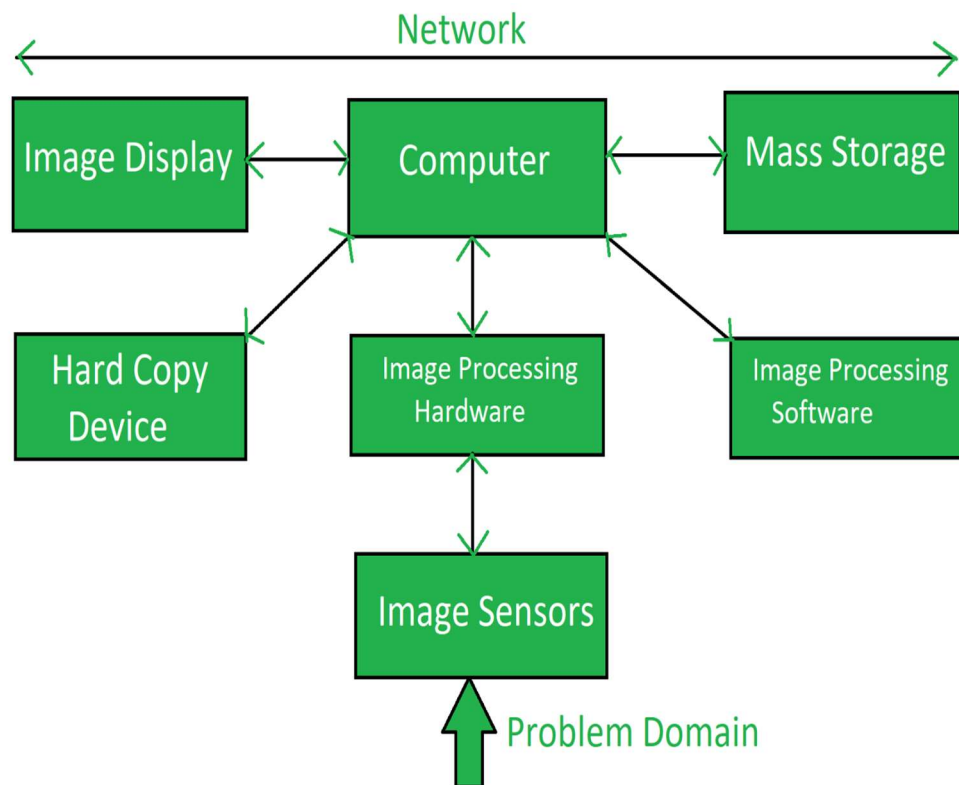 Network
Image Display
Computer
Mass Storage
Hard Copy
Device
Image Processing
Hardware
Image Processing
Software
Image Sensors
Problem Domain